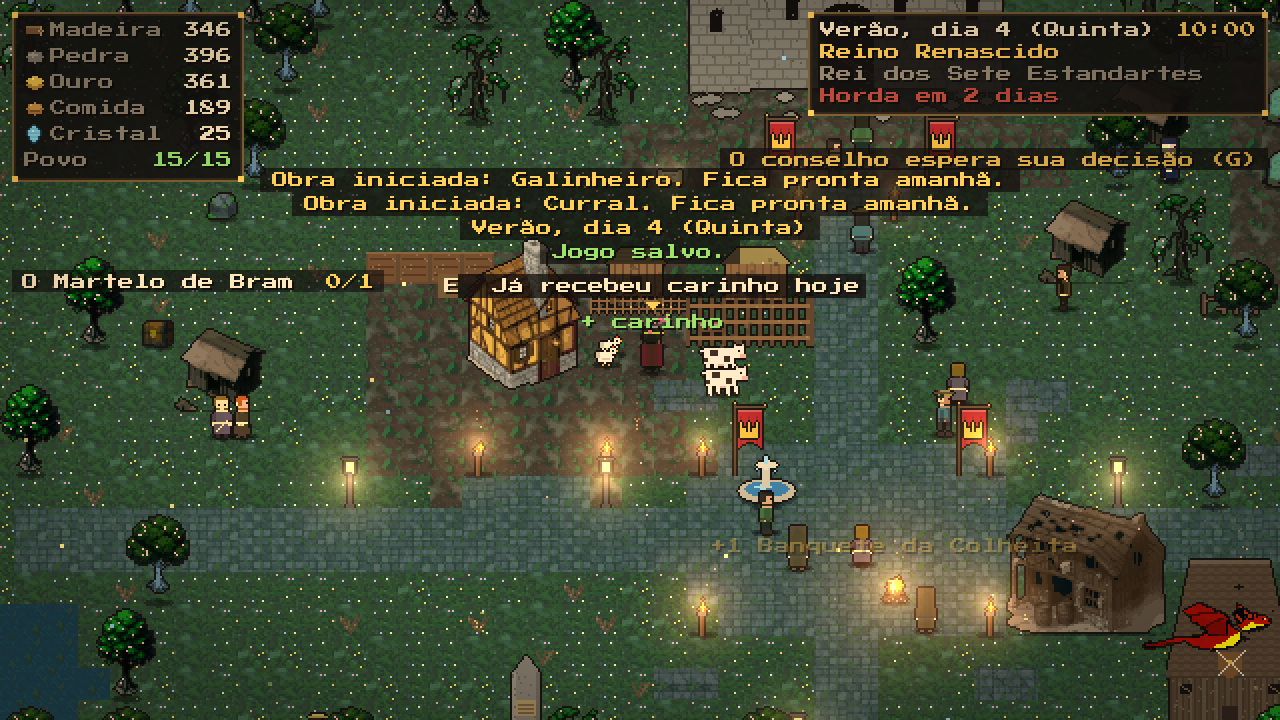 Madeira 346
Pedra 396
Ouro 361
Comida 189
Cristal 25
Povo 15/15
Verão, dia 4 (Quinta) 10:00
Reino Renascido
Rei dos Sete Estandartes
Horda em 2 dias
O conselho espera sua decisão (G)
Obra iniciada: Galinheiro. Fica pronta amanhã.
Obra iniciada: Curral. Fica pronta amanhã.
Verão, dia 4 (Quinta)
Jogo salvo.
O Martelo de Bram 0/1
E Já recebeu carinho hoje
+ carinho
+1 Banquete da Colheita